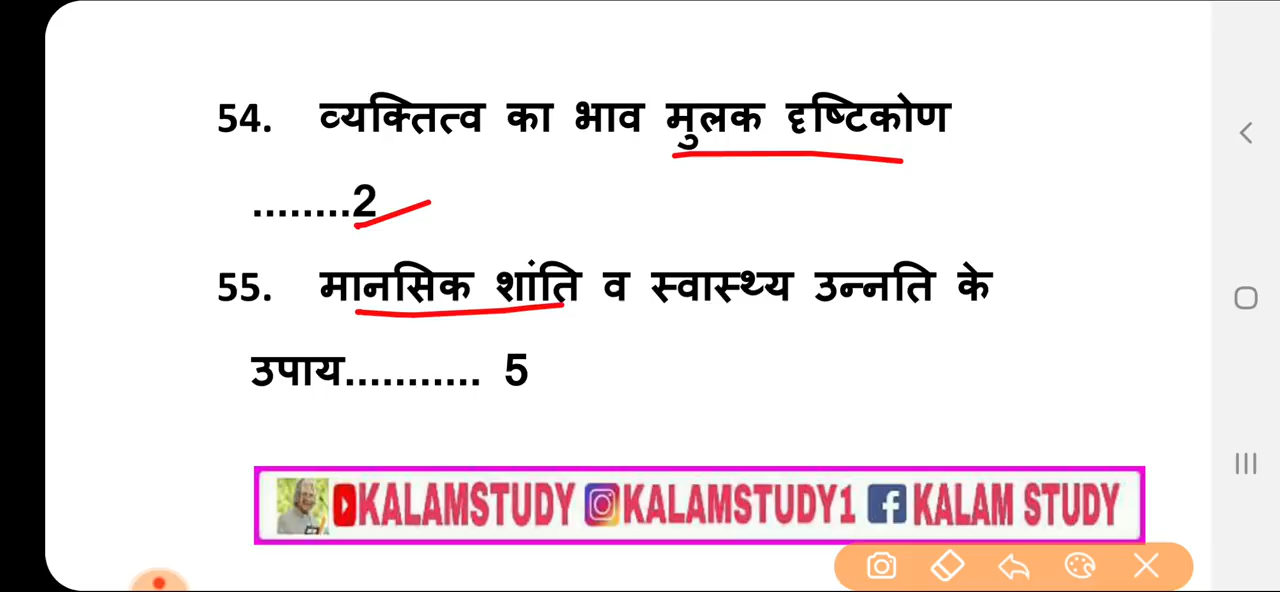 54. व्यक्तित्व का भाव मुलक दृष्टिकोण
........2
55. मानसिक शांति व स्वास्थ्य उन्नति के
उपाय........... 5
KALAMSTUDY KALAMSTUDY1 KALAM STUDY